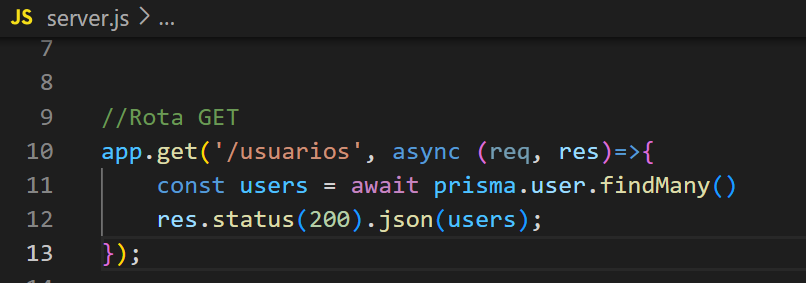 JS server.js > ...
7
8
9 //Rota GET
10 app.get('/usuarios', async (req, res)=>{
11 const users = await prisma.user.findMany()
12 res.status(200).json(users);
13 });